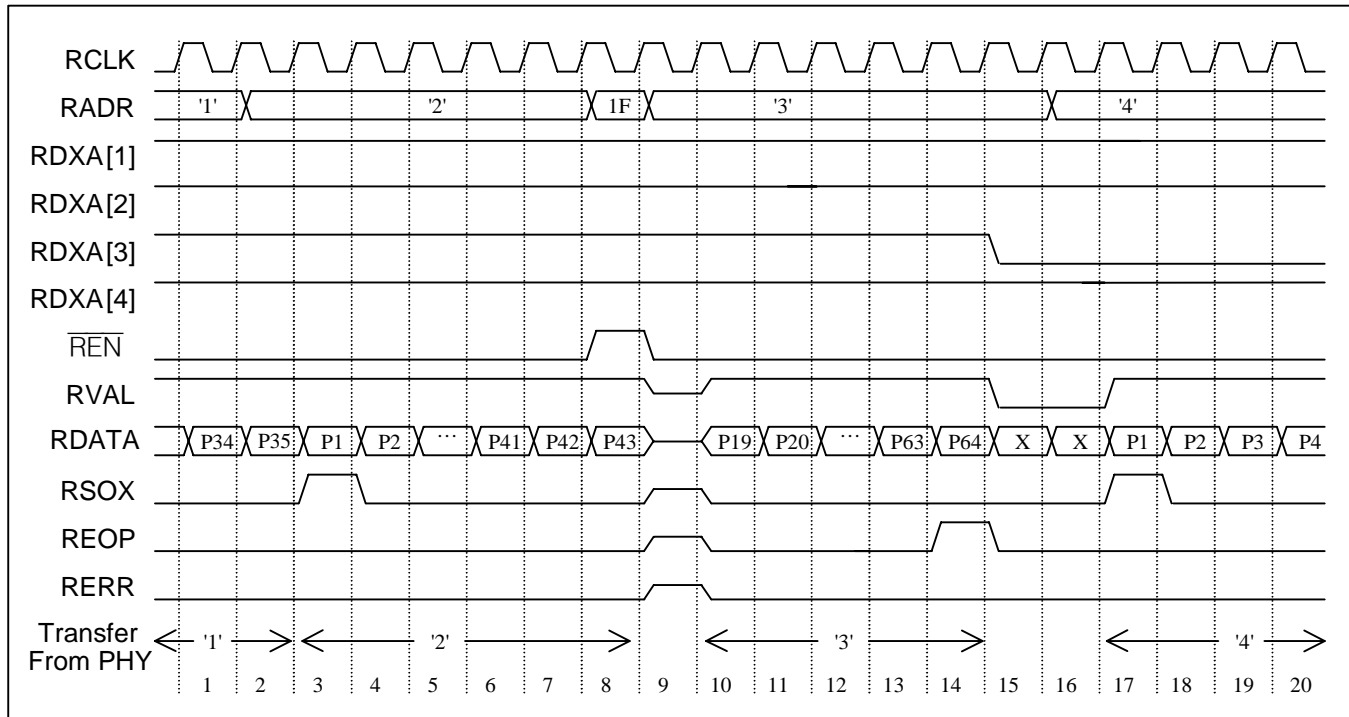 RCLK
RADR '1' '2' 1F '3' '4'
RDXA[1]
RDXA[2]
RDXA[3]
RDXA[4]
REN
RVAL
RDATA P34 P35 P1 P2 ... P41 P42 P43 P19 P20 ... P63 P64 X X P1 P2 P3 P4
RSOX
REOP
RERR
Transfer From PHY '1' '2' '3' '4'
1 2 3 4 5 6 7 8 9 10 11 12 13 14 15 16 17 18 19 20